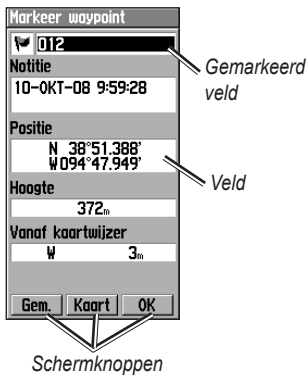 Markeer waypoint
012
Gemarkeerd
veld
Notitie
10-OKT-08 9:59:28
Positie
N 38°51.388'
W094°47.949'
Veld
Hoogte
372m
Vanaf kaartwijzer
W 3m
Gem. Kaart OK
Schermknoppen